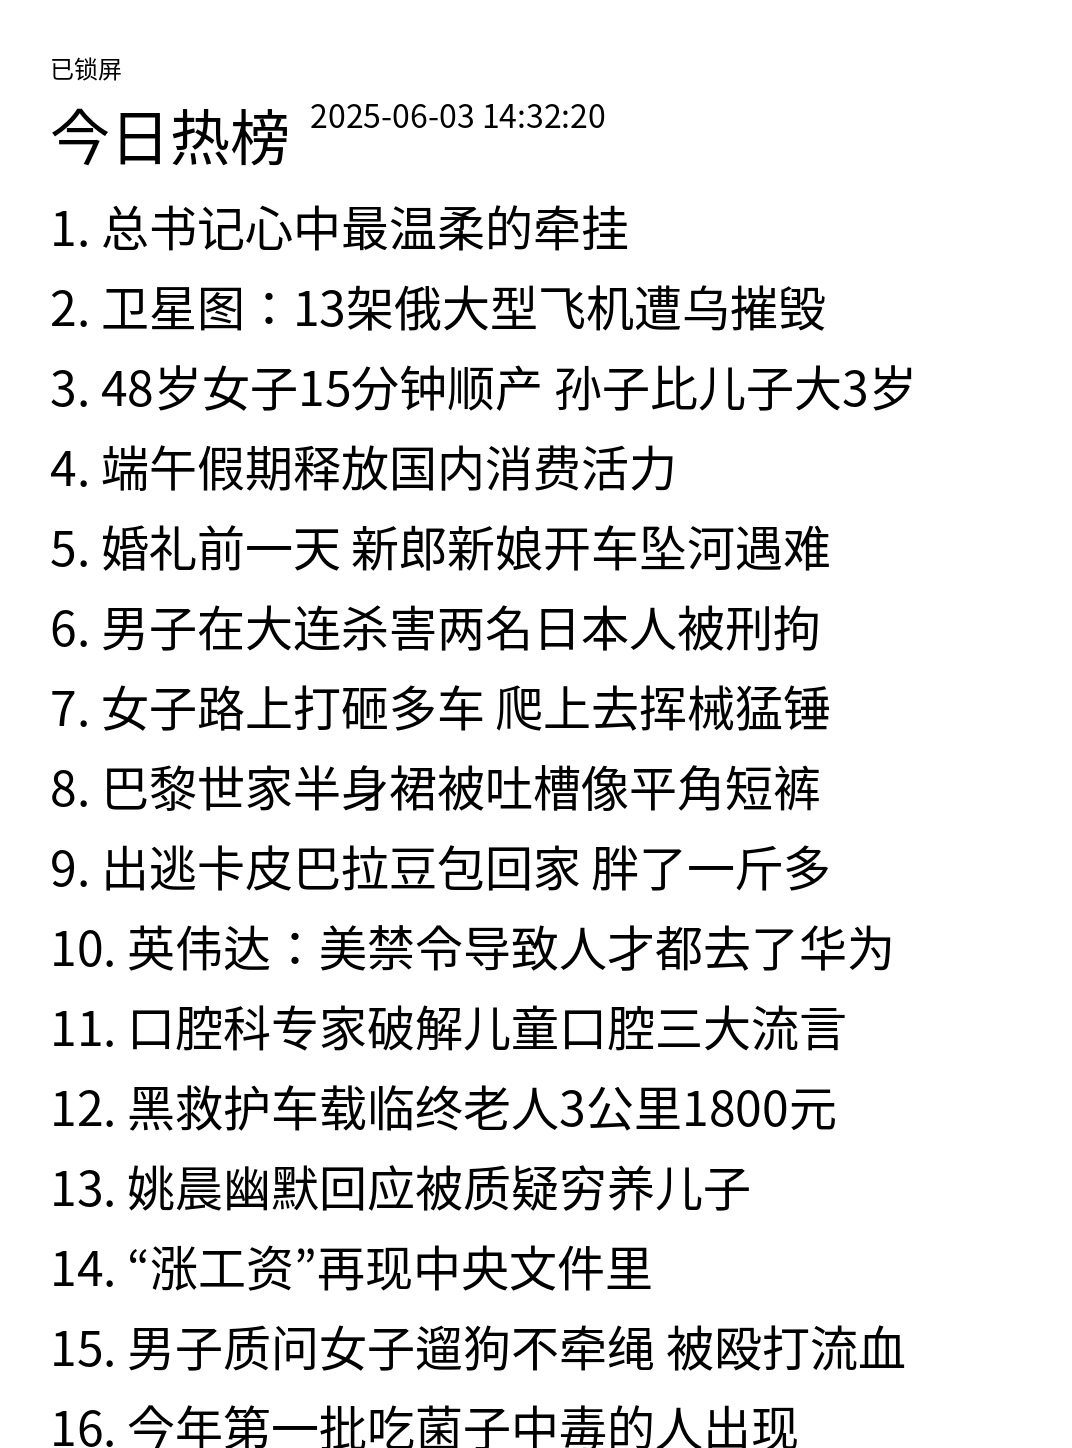 已锁屏
今日热榜 2025-06-03 14:32:20
1. 总书记心中最温柔的牵挂
2. 卫星图：13架俄大型飞机遭乌摧毁
3. 48岁女子15分钟顺产 孙子比儿子大3岁
4. 端午假期释放国内消费活力
5. 婚礼前一天 新郎新娘开车坠河遇难
6. 男子在大连杀害两名日本人被刑拘
7. 女子路上打砸多车 爬上去挥械猛锤
8. 巴黎世家半身裙被吐槽像平角短裤
9. 出逃卡皮巴拉豆包回家 胖了一斤多
10. 英伟达：美禁令导致人才都去了华为
11. 口腔科专家破解儿童口腔三大流言
12. 黑救护车载临终老人3公里1800元
13. 姚晨幽默回应被质疑穷养儿子
14. “涨工资”再现中央文件里
15. 男子质问女子遛狗不牵绳 被殴打流血
16. 今年第一批吃菌子中毒的人出现